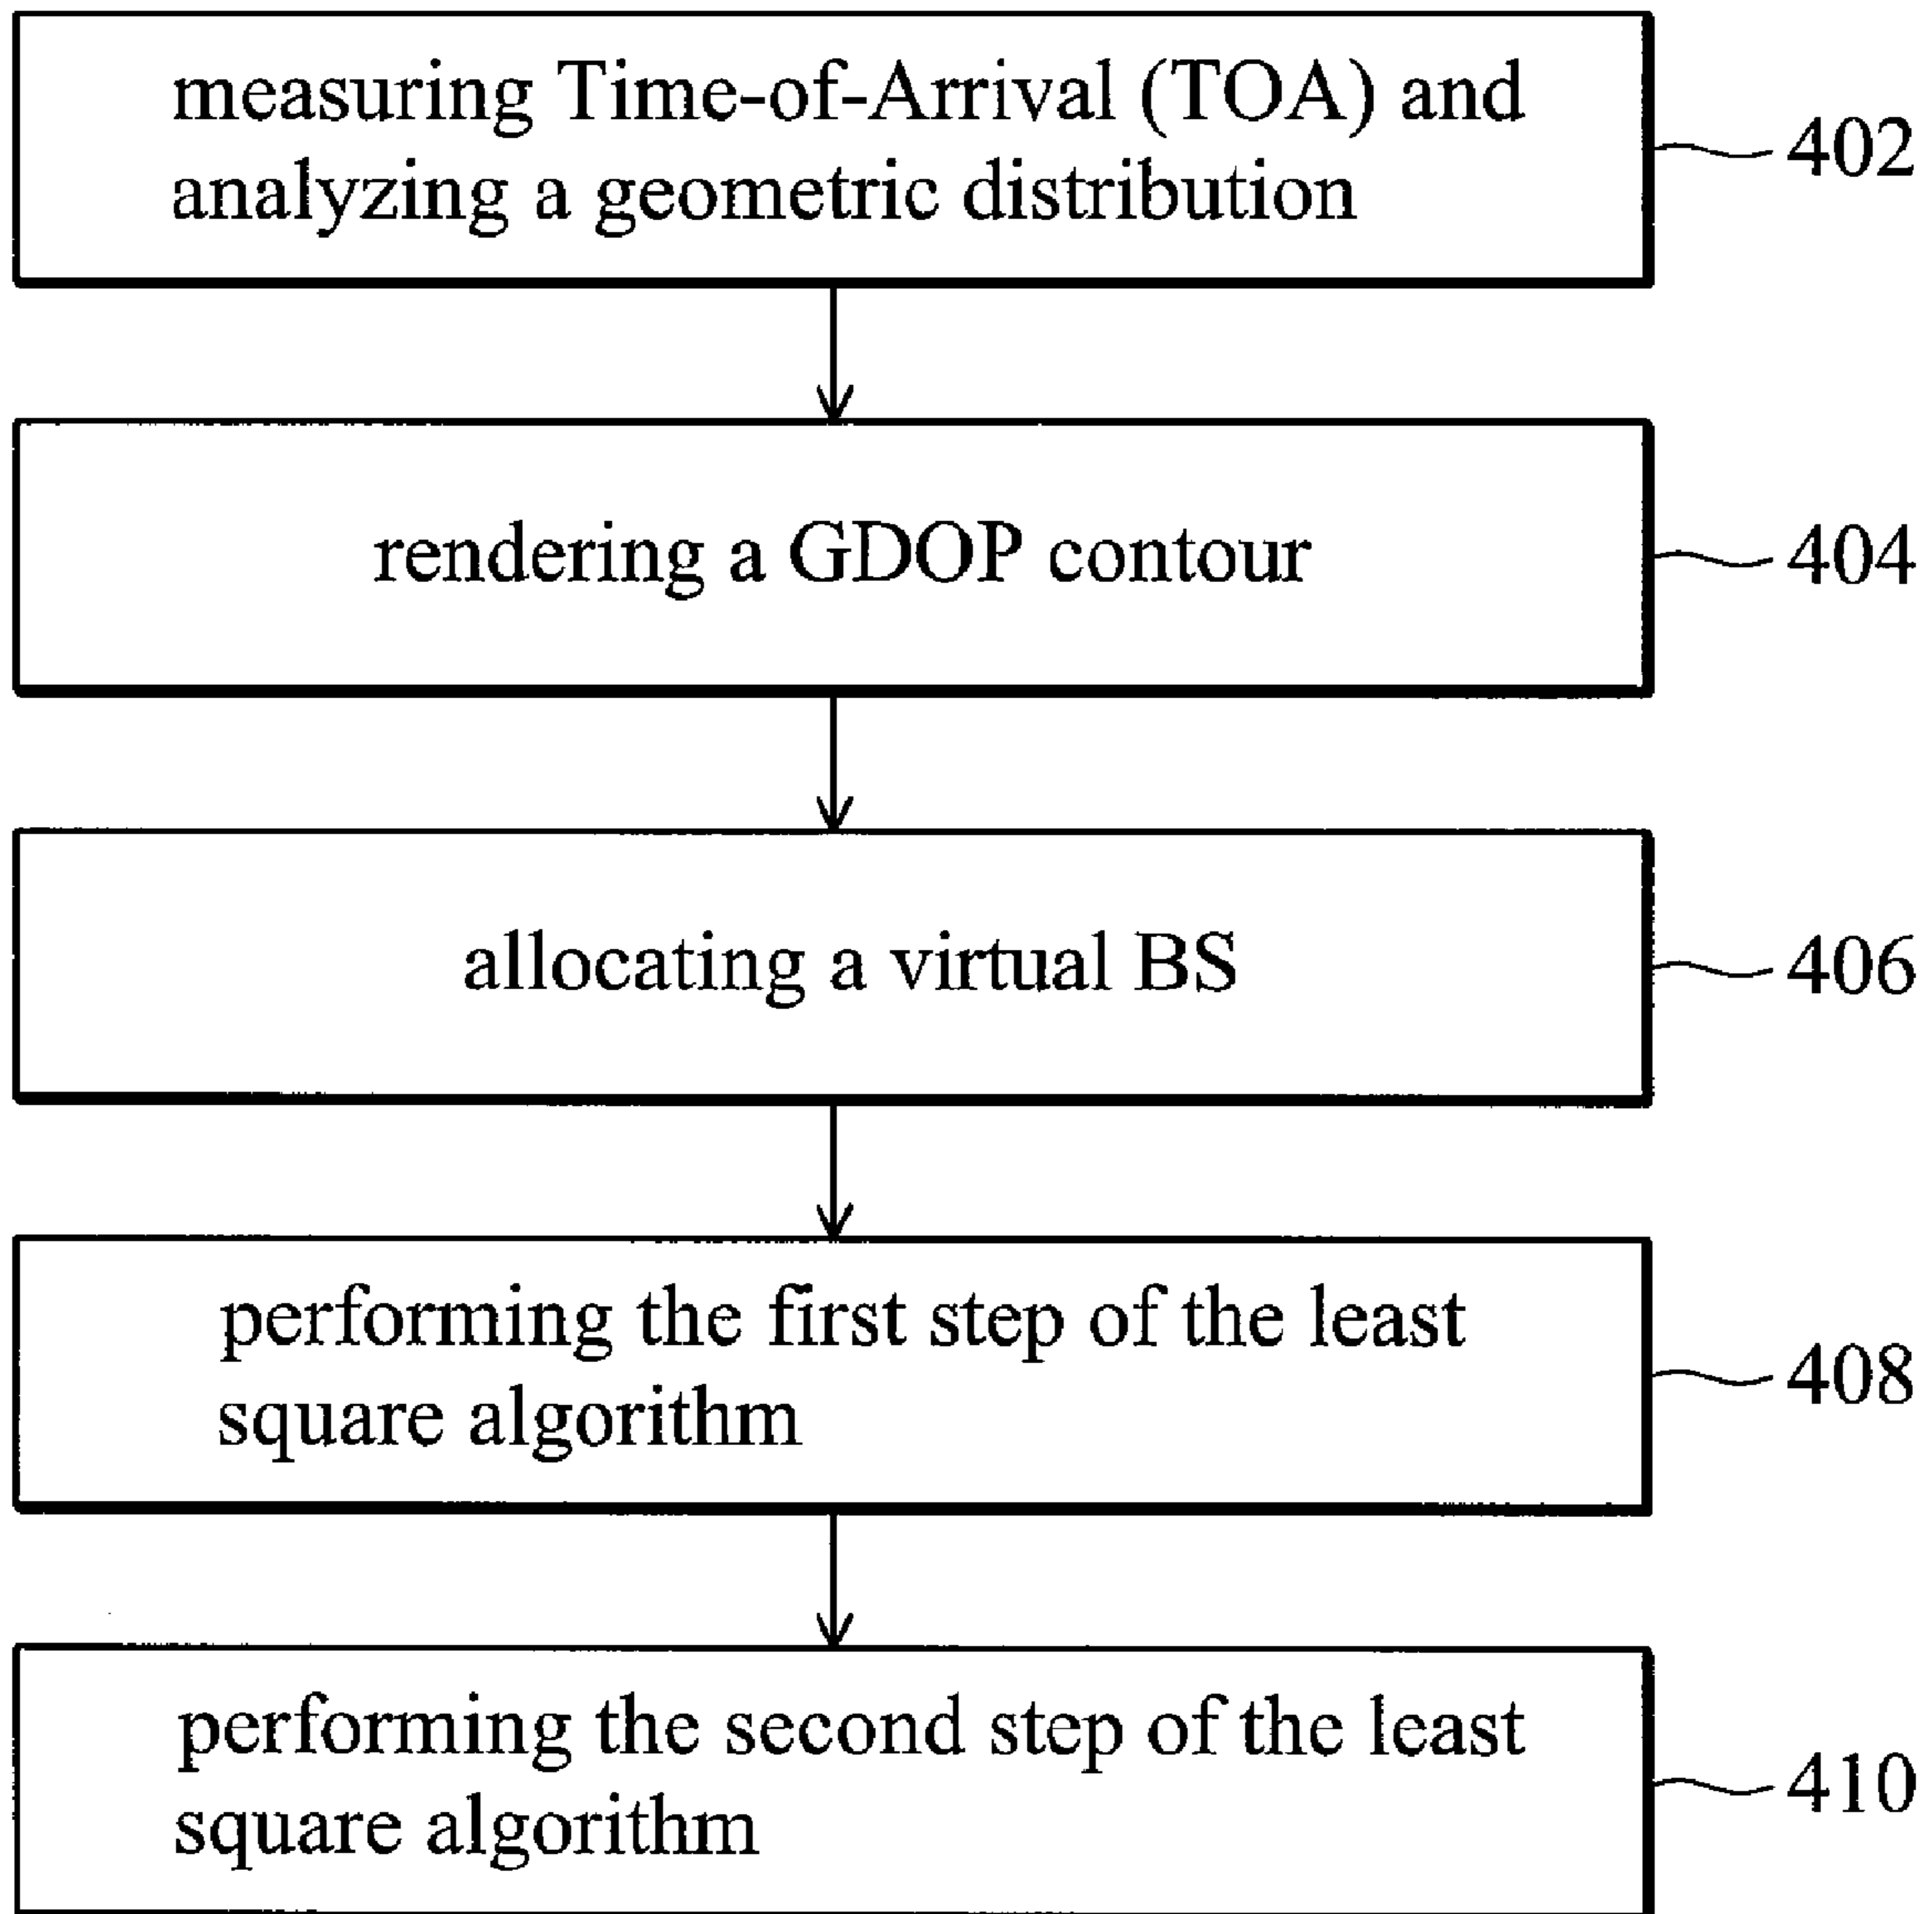 measuring Time-of-Arrival (TOA) and
analyzing a geometric distribution
402
rendering a GDOP contour
404
allocating a virtual BS
406
performing the first step of the least
square algorithm
408
performing the second step of the least
square algorithm
410